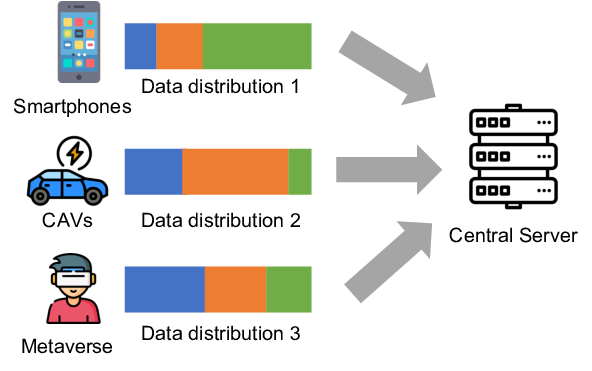 Smartphones
Data distribution 1
CAVs
Data distribution 2
Central Server
Metaverse
Data distribution 3